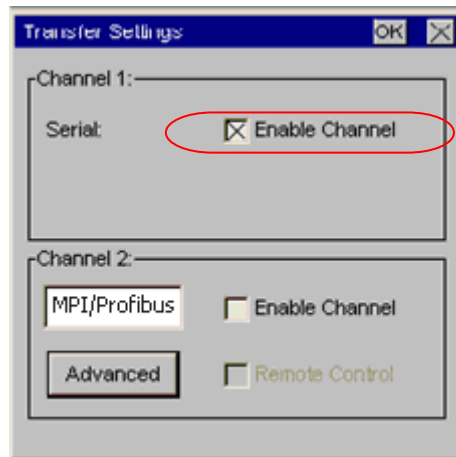 Transfer Settings OK
Channel 1:
Serial: Enable Channel
Channel 2:
MPI/Profibus Enable Channel
Advanced Remote Control